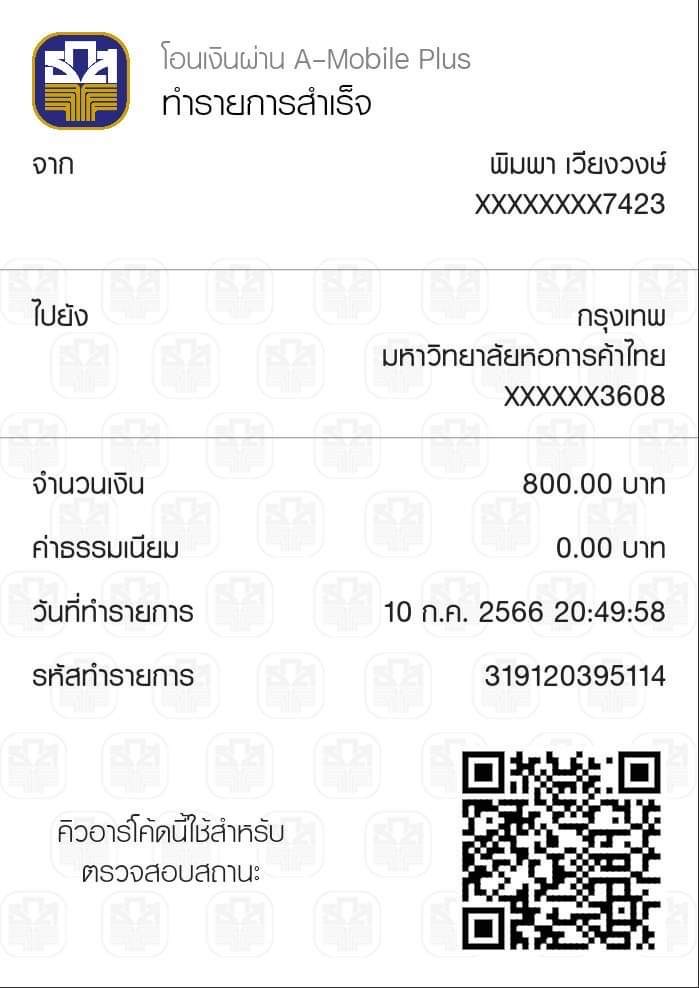 ธกส
โอนเงินผ่าน A-Mobile Plus
ทำรายการสำเร็จ
จาก พิมพา เวียงวงษ์
XXXXXXXX7423
ไปยัง กรุงเทพ
มหาวิทยาลัยหอการค้าไทย
XXXXXX3608
จำนวนเงิน 800.00 บาท
ค่าธรรมเนียม 0.00 บาท
วันที่ทำรายการ 10 ก.ค. 2566 20:49:58
รหัสทำรายการ 319120395114
คิวอาร์โค้ดนี้ใช้สำหรับ
ตรวจสอบสถานะ